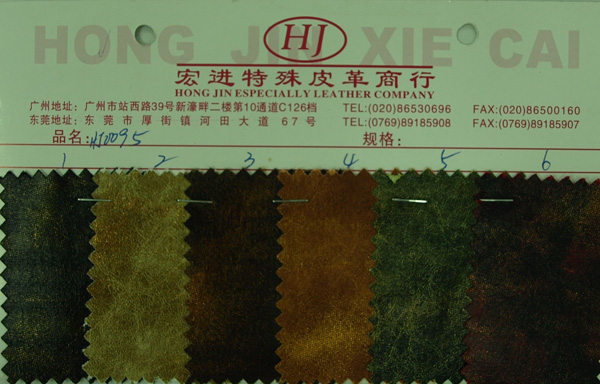 HONG JIN XIE CAI
HJ
宏进特殊皮革商行
HONG JIN ESPECIALLY LEATHER COMPANY
广州地址：广州市站西路39号新濠畔二楼第10通道C126档 TEL:(020)86530696 FAX:(020)86500160
东莞地址：东莞市厚街镇河田大道67号 TEL:(0769)89185908 FAX:(0769)89185907
品名：HJ0095 规格：
1 2 3 4 5 6